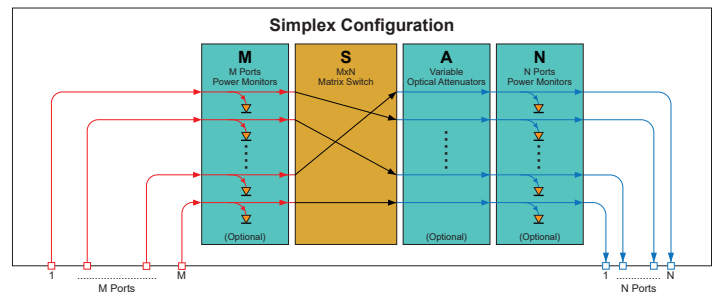 Simplex Configuration
M
M Ports
Power Monitors
(Optional)
S
MxN
Matrix Switch
A
Variable
Optical Attenuators
(Optional)
N
N Ports
Power Monitors
(Optional)
1
M
M Ports
1
N
N Ports